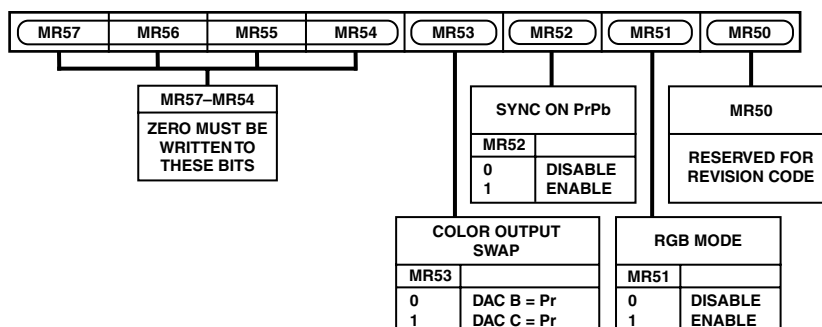 MR57 MR56 MR55 MR54 MR53 MR52 MR51 MR50
MR57–MR54
ZERO MUST BE
WRITTEN TO
THESE BITS
SYNC ON PrPb
MR52
0 DISABLE
1 ENABLE
MR50
RESERVED FOR
REVISION CODE
COLOR OUTPUT
SWAP
MR53
0 DAC B = Pr
1 DAC C = Pr
RGB MODE
MR51
0 DISABLE
1 ENABLE